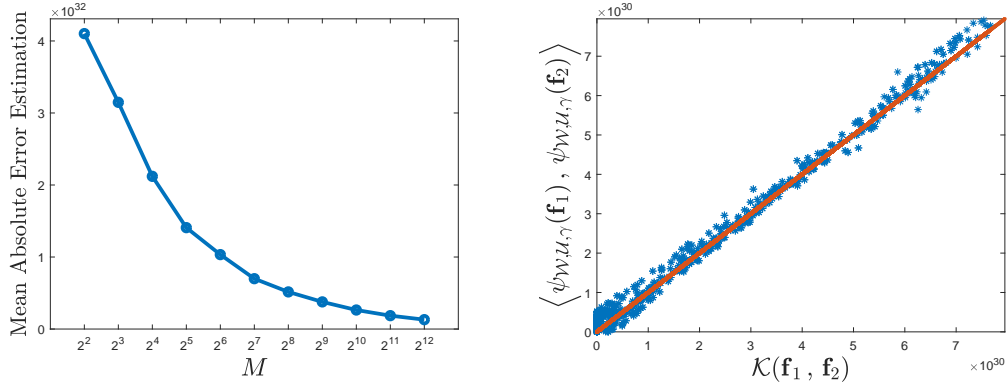 ×10^32
4
3
2
1
0
Mean Absolute Error Estimation
2^2 2^3 2^4 2^5 2^6 2^7 2^8 2^9 2^10 2^11 2^12
M
×10^30
7
6
5
4
3
2
1
0
⟨ψ_{𝒲,𝒰,γ}(f_1) , ψ_{𝒲,𝒰,γ}(f_2)⟩
0 1 2 3 4 5 6 7
×10^30
𝒦(f_1 , f_2)